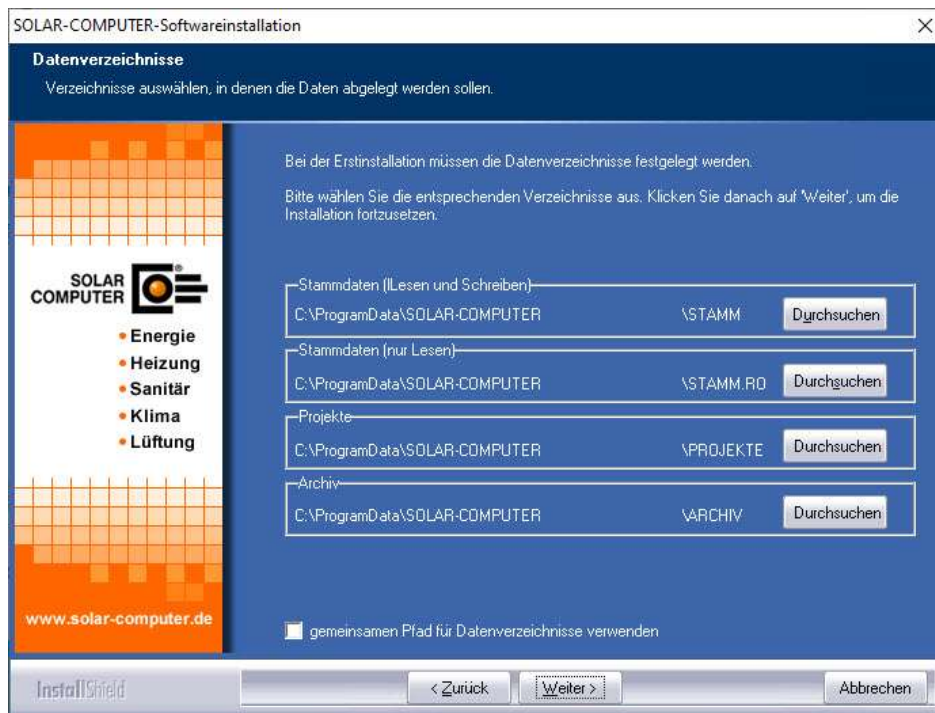 SOLAR-COMPUTER-Softwareinstallation
Datenverzeichnisse
Verzeichnisse auswählen, in denen die Daten abgelegt werden sollen.
Bei der Erstinstallation müssen die Datenverzeichnisse festgelegt werden.
Bitte wählen Sie die entsprechenden Verzeichnisse aus. Klicken Sie danach auf 'Weiter', um die
Installation fortzusetzen.
SOLAR
COMPUTER
®
• Energie
• Heizung
• Sanitär
• Klima
• Lüftung
www.solar-computer.de
Stammdaten (lLesen und Schreiben)
C:\ProgramData\SOLAR-COMPUTER \STAMM Durchsuchen
Stammdaten (nur Lesen)
C:\ProgramData\SOLAR-COMPUTER \STAMM.RO Durchsuchen
Projekte
C:\ProgramData\SOLAR-COMPUTER \PROJEKTE Durchsuchen
Archiv
C:\ProgramData\SOLAR-COMPUTER \ARCHIV Durchsuchen
gemeinsamen Pfad für Datenverzeichnisse verwenden
InstallShield
< Zurück Weiter > Abbrechen